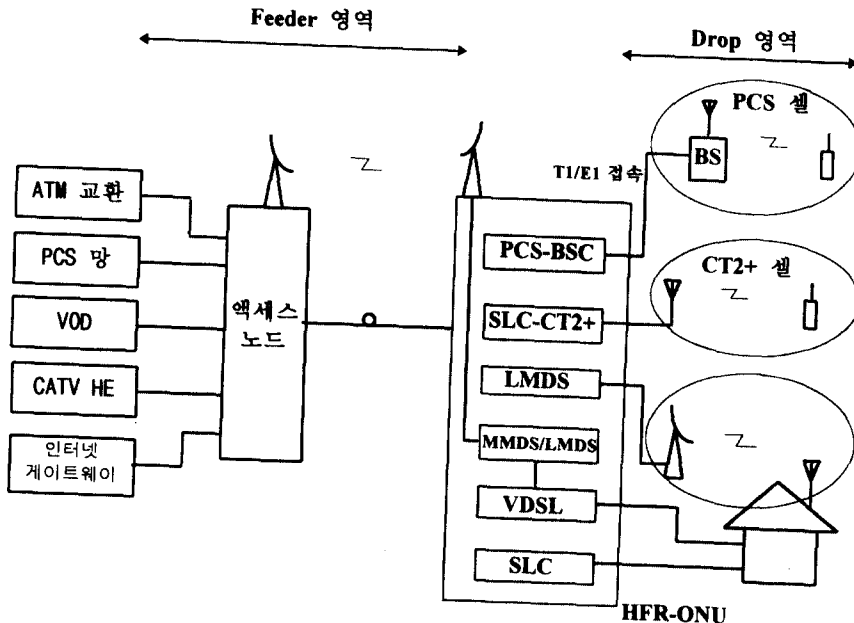 Feeder 영역
Drop 영역
PCS 셀
BS
T1/E1 접속
ATM 교환
PCS 망
VOD
CATV HE
인터넷
게이트웨이
액세스
노드
PCS-BSC
SLC-CT2+
LMDS
MMDS/LMDS
VDSL
SLC
CT2+ 셀
HFR-ONU